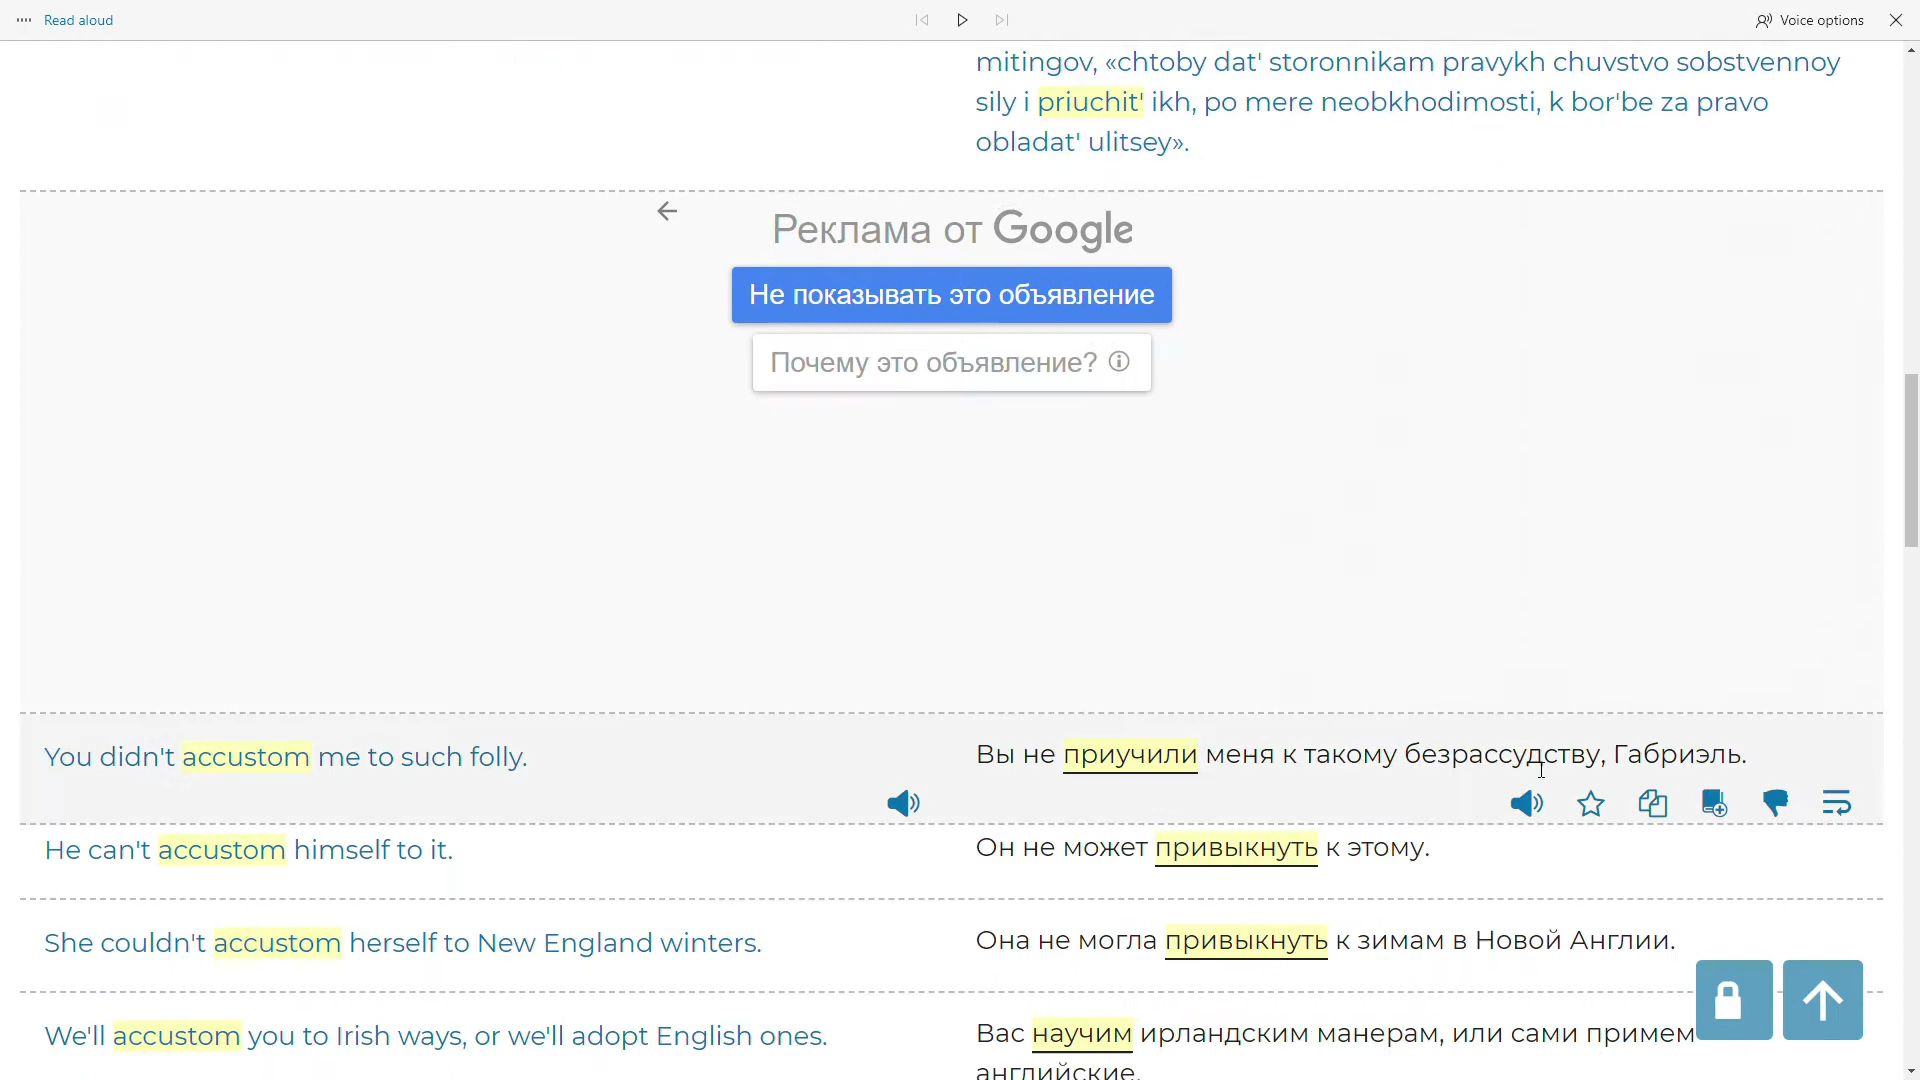 Read aloud
Voice options
mitingov, «chtoby dat' storonnikam pravykh chuvstvo sobstvennoy
sily i priuchit' ikh, po mere neobkhodimosti, k bor'be za pravo
obladat' ulitsey».
Реклама от Google
Не показывать это объявление
Почему это объявление?
You didn't accustom me to such folly.
Вы не приучили меня к такому безрассудству, Габриэль.
He can't accustom himself to it.
Он не может привыкнуть к этому.
She couldn't accustom herself to New England winters.
Она не могла привыкнуть к зимам в Новой Англии.
We'll accustom you to Irish ways, or we'll adopt English ones.
Вас научим ирландским манерам, или сами примем
английские.